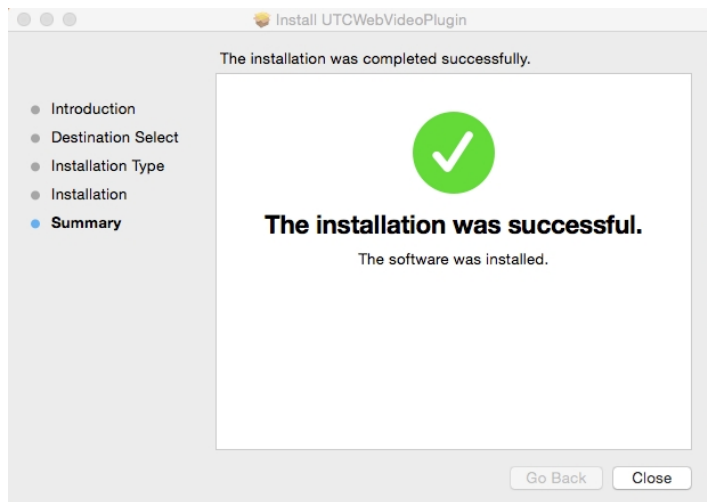 Install UTCWebVideoPlugin
The installation was completed successfully.
Introduction
Destination Select
Installation Type
Installation
Summary
The installation was successful.
The software was installed.
Go Back
Close